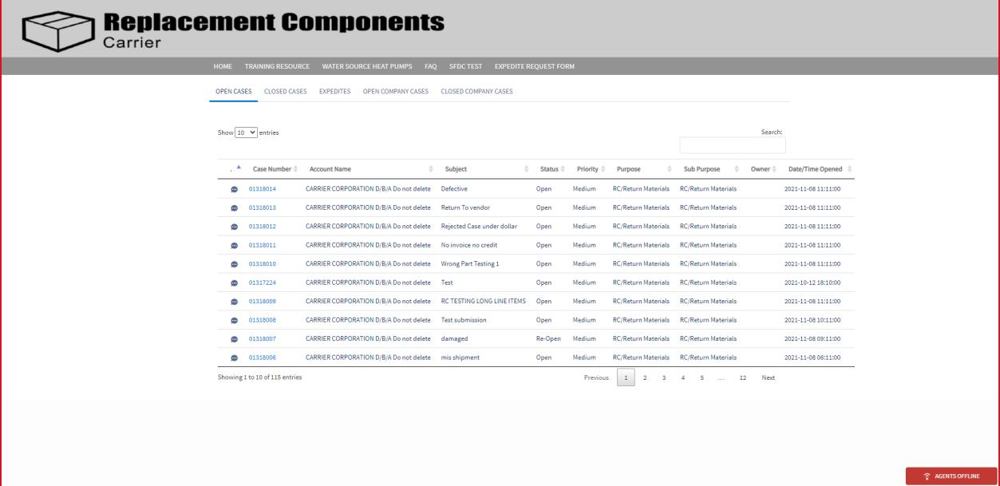 Replacement Components
Carrier
HOME TRAINING RESOURCE WATER SOURCE HEAT PUMPS FAQ SFDC TEST EXPEDITE REQUEST FORM
OPEN CASES CLOSED CASES EXPEDITES OPEN COMPANY CASES CLOSED COMPANY CASES
Show 10 entries
Search:
. Case Number Account Name Subject Status Priority Purpose Sub Purpose Owner Date/Time Opened
01318014 CARRIER CORPORATION D/B/A Do not delete Defective Open Medium RC/Return Materials RC/Return Materials 2021-11-08 11:11:00
01318013 CARRIER CORPORATION D/B/A Do not delete Return To vendor Open Medium RC/Return Materials RC/Return Materials 2021-11-08 11:11:00
01318012 CARRIER CORPORATION D/B/A Do not delete Rejected Case under dollar Open Medium RC/Return Materials RC/Return Materials 2021-11-08 11:11:00
01318011 CARRIER CORPORATION D/B/A Do not delete No invoice no credit Open Medium RC/Return Materials RC/Return Materials 2021-11-08 11:11:00
01318010 CARRIER CORPORATION D/B/A Do not delete Wrong Part Testing 1 Open Medium RC/Return Materials RC/Return Materials 2021-11-08 11:11:00
01317224 CARRIER CORPORATION D/B/A Do not delete Test Open Medium RC/Return Materials RC/Return Materials 2021-10-12 18:10:00
01318009 CARRIER CORPORATION D/B/A Do not delete RC TESTING LONG LINE ITEMS Open Medium RC/Return Materials RC/Return Materials 2021-11-08 11:11:00
01318008 CARRIER CORPORATION D/B/A Do not delete Test submission Open Medium RC/Return Materials RC/Return Materials 2021-11-08 10:11:00
01318007 CARRIER CORPORATION D/B/A Do not delete damaged Re-Open Medium RC/Return Materials RC/Return Materials 2021-11-08 09:11:00
01318006 CARRIER CORPORATION D/B/A Do not delete mis shipment Open Medium RC/Return Materials RC/Return Materials 2021-11-08 06:11:00
Showing 1 to 10 of 115 entries
Previous 1 2 3 4 5 ... 12 Next
AGENTS OFFLINE